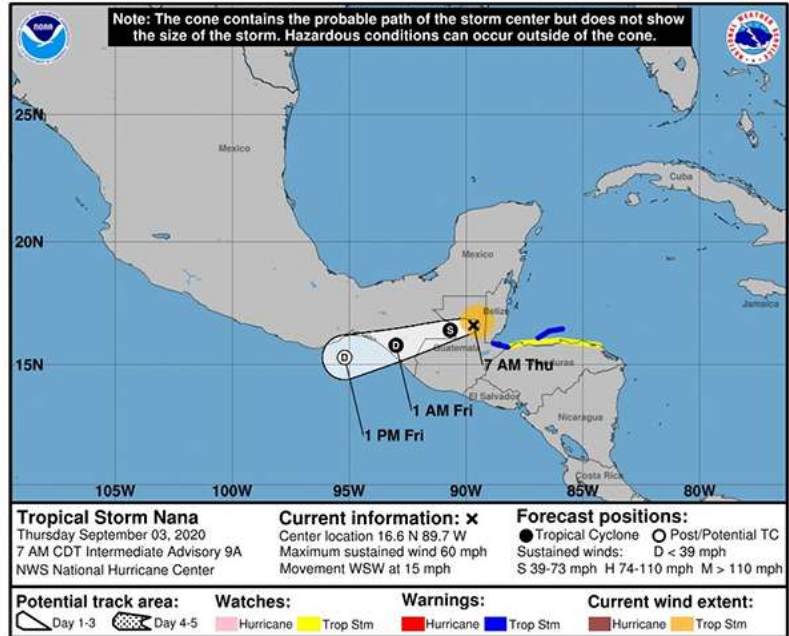 Note: The cone contains the probable path of the storm center but does not show
the size of the storm. Hazardous conditions can occur outside of the cone.
NOAA
25N
Mexico
Cuba
20N
Mexico
Jamaica
Belize
S
D
D
Guatemala
Honduras
15N
7 AM Thu
El Salvador
1 AM Fri
Nicaragua
1 PM Fri
Costa Rica
105W 100W 95W 90W 85W 80W
Tropical Storm Nana
Thursday September 03, 2020
7 AM CDT Intermediate Advisory 9A
NWS National Hurricane Center
Current information: ×
Center location 16.6 N 89.7 W
Maximum sustained wind 60 mph
Movement WSW at 15 mph
Forecast positions:
● Tropical Cyclone ○ Post/Potential TC
Sustained winds: D < 39 mph
S 39-73 mph H 74-110 mph M > 110 mph
Potential track area:
Day 1-3 Day 4-5
Watches:
Hurricane Trop Stm
Warnings:
Hurricane Trop Stm
Current wind extent:
Hurricane Trop Stm